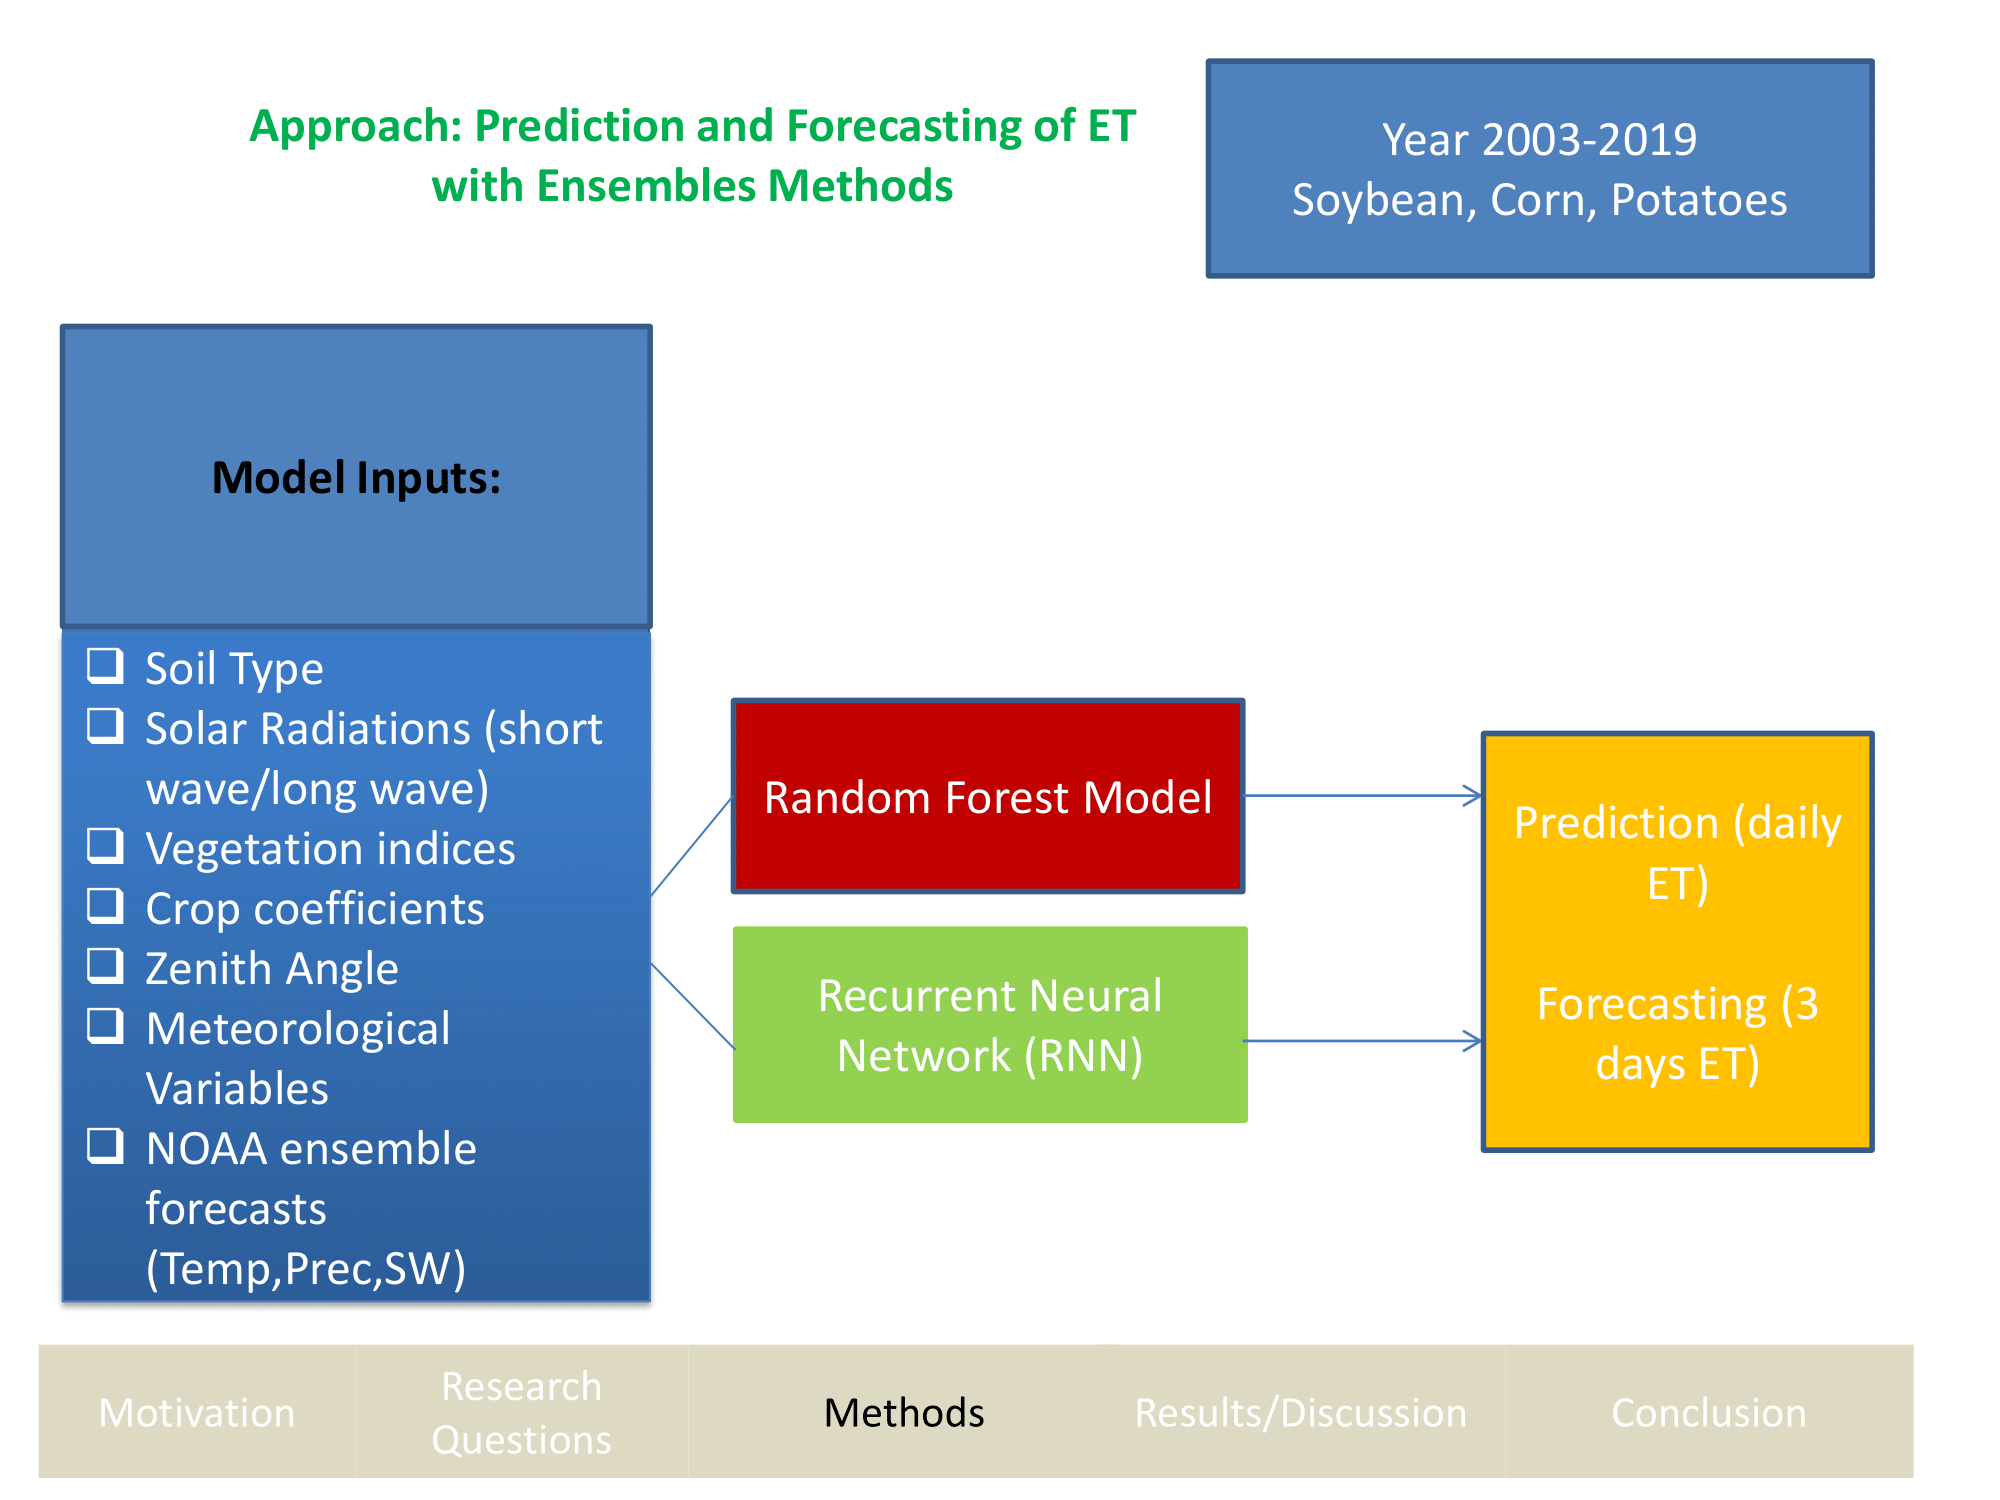 Approach: Prediction and Forecasting of ET
with Ensembles Methods
Year 2003-2019
Soybean, Corn, Potatoes
Model Inputs:
❑ Soil Type
❑ Solar Radiations (short
wave/long wave)
❑ Vegetation indices
❑ Crop coefficients
❑ Zenith Angle
❑ Meteorological
Variables
❑ NOAA ensemble
forecasts
(Temp,Prec,SW)
Random Forest Model
Recurrent Neural
Network (RNN)
Prediction (daily
ET)
Forecasting (3
days ET)
Motivation
Research
Questions
Methods
Results/Discussion
Conclusion